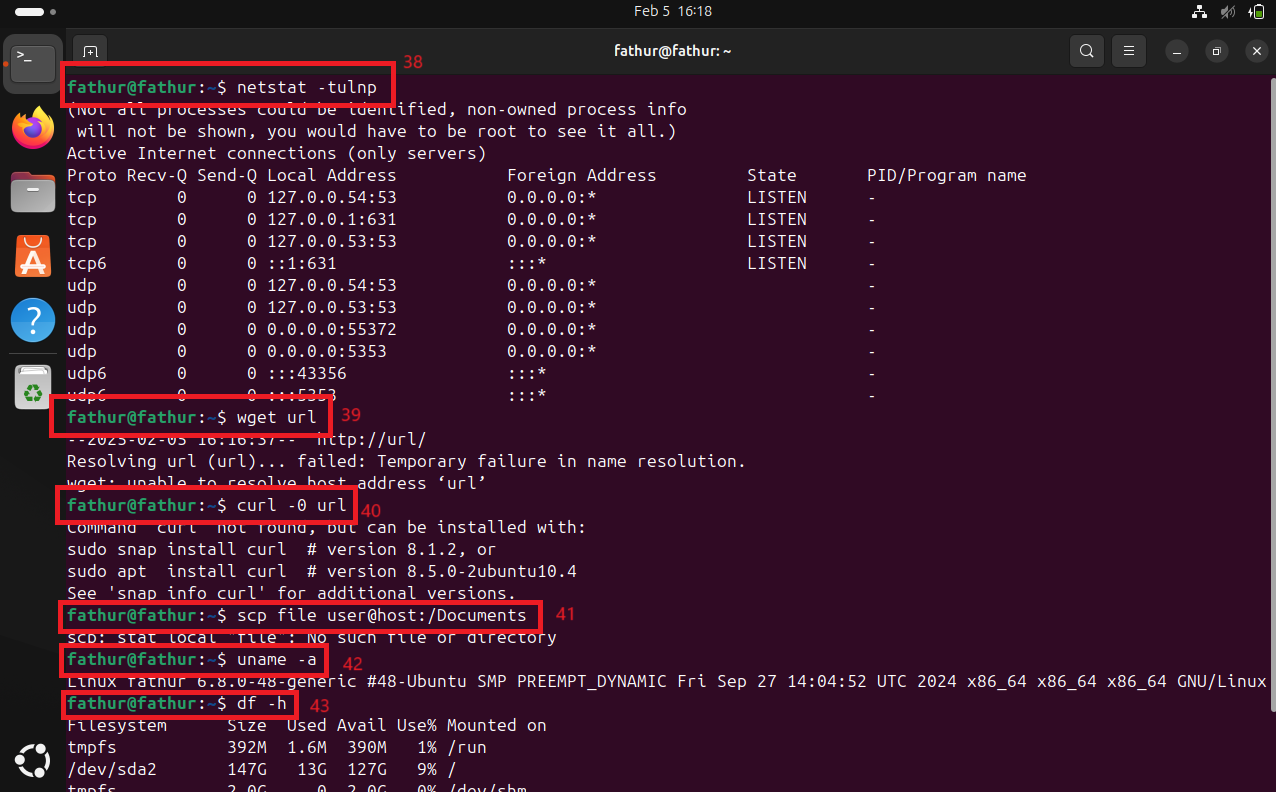 Feb 5 16:18
fathur@fathur: ~
fathur@fathur:~$ netstat -tulnp 38
(Not all processes could be identified, non-owned process info
will not be shown, you would have to be root to see it all.)
Active Internet connections (only servers)
Proto Recv-Q Send-Q Local Address Foreign Address State PID/Program name
tcp 0 0 127.0.0.54:53 0.0.0.0:* LISTEN -
tcp 0 0 127.0.0.1:631 0.0.0.0:* LISTEN -
tcp 0 0 127.0.0.53:53 0.0.0.0:* LISTEN -
tcp6 0 0 ::1:631 :::* LISTEN -
udp 0 0 127.0.0.54:53 0.0.0.0:* -
udp 0 0 127.0.0.53:53 0.0.0.0:* -
udp 0 0 0.0.0.0:55372 0.0.0.0:* -
udp 0 0 0.0.0.0:5353 0.0.0.0:* -
udp6 0 0 :::43356 :::* -
udp6 0 0 :::5353 :::* -
fathur@fathur:~$ wget url 39
--2025-02-05 16:16:37-- http://url/
Resolving url (url)... failed: Temporary failure in name resolution.
wget: unable to resolve host address ‘url’
fathur@fathur:~$ curl -0 url 40
Command 'curl' not found, but can be installed with:
sudo snap install curl # version 8.1.2, or
sudo apt install curl # version 8.5.0-2ubuntu10.4
See 'snap info curl' for additional versions.
fathur@fathur:~$ scp file user@host:/Documents 41
scp: stat local "file": No such file or directory
fathur@fathur:~$ uname -a 42
Linux fathur 6.8.0-48-generic #48-Ubuntu SMP PREEMPT_DYNAMIC Fri Sep 27 14:04:52 UTC 2024 x86_64 x86_64 x86_64 GNU/Linux
fathur@fathur:~$ df -h 43
Filesystem Size Used Avail Use% Mounted on
tmpfs 392M 1.6M 390M 1% /run
/dev/sda2 147G 13G 127G 9% /
tmpfs 2.0G 0 2.0G 0% /dev/shm